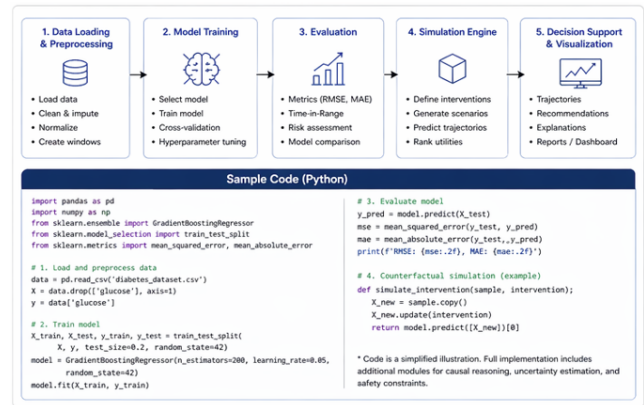 1. Data Loading
& Preprocessing
• Load data
• Clean & impute
• Normalize
• Create windows
2. Model Training
• Select model
• Train model
• Cross-validation
• Hyperparameter tuning
3. Evaluation
• Metrics (RMSE, MAE)
• Time-in-Range
• Risk assessment
• Model comparison
4. Simulation Engine
• Define interventions
• Generate scenarios
• Predict trajectories
• Rank utilities
5. Decision Support
& Visualization
• Trajectories
• Recommendations
• Explanations
• Reports / Dashboard
Sample Code (Python)
import pandas as pd
import numpy as np
from sklearn.ensemble import GradientBoostingRegressor
from sklearn.model_selection import train_test_split
from sklearn.metrics import mean_squared_error, mean_absolute_error
# 1. Load and preprocess data
data = pd.read_csv('diabetes_dataset.csv')
X = data.drop(['glucose'], axis=1)
y = data['glucose']
# 2. Train model
X_train, X_test, y_train, y_test = train_test_split(
X, y, test_size=0.2, random_state=42)
model = GradientBoostingRegressor(n_estimators=200, learning_rate=0.05,
random_state=42)
model.fit(X_train, y_train)
# 3. Evaluate model
y_pred = model.predict(X_test)
mse = mean_squared_error(y_test, y_pred)
mae = mean_absolute_error(y_test,_y_pred)
print(f'RMSE: {mse:.2f}, MAE: {mae:.2f}')
# 4. Counterfactual simulation (example)
def simulate_intervention(sample, intervention);
X_new = sample.copy()
X_new.update(intervention)
return model.predict([X_new])[0]
* Code is a simplified illustration. Full implementation includes
additional modules for causal reasoning, uncertainty estimation, and
safety constraints.